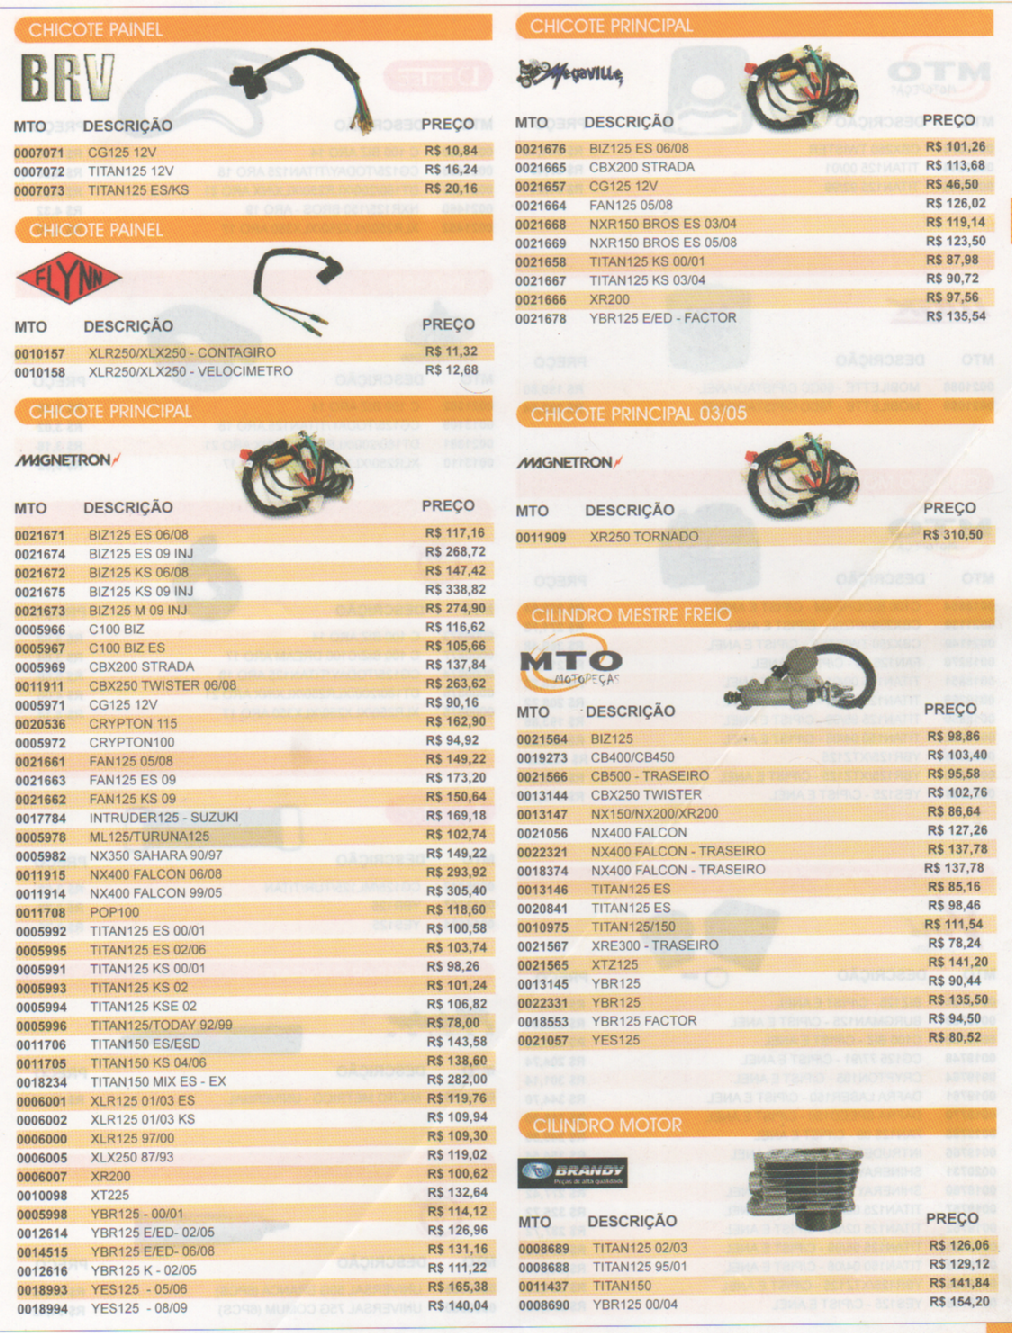 CHICOTE PAINEL
BRV
MTO DESCRIÇÃO PREÇO
0007071 CG125 12V R$ 10,84
0007072 TITAN125 12V R$ 16,24
0007073 TITAN125 ES/KS R$ 20,16
CHICOTE PAINEL
FLYNN
MTO DESCRIÇÃO PREÇO
0010157 XLR250/XLX250 - CONTAGIRO R$ 11,32
0010158 XLR250/XLX250 - VELOCIMETRO R$ 12,68
CHICOTE PRINCIPAL
MAGNETRON
MTO DESCRIÇÃO PREÇO
0021671 BIZ125 ES 06/08 R$ 117,16
0021674 BIZ125 ES 09 INJ R$ 268,72
0021672 BIZ125 KS 06/08 R$ 147,42
0021675 BIZ125 KS 09 INJ R$ 338,82
0021673 BIZ125 M 09 INJ R$ 274,90
0005966 C100 BIZ R$ 116,62
0005967 C100 BIZ ES R$ 105,66
0005969 CBX200 STRADA R$ 137,84
0011911 CBX250 TWISTER 06/08 R$ 263,62
0005971 CG125 12V R$ 90,16
0020536 CRYPTON 115 R$ 162,90
0005972 CRYPTON100 R$ 94,92
0021661 FAN125 05/08 R$ 149,22
0021663 FAN125 ES 09 R$ 173,20
0021662 FAN125 KS 09 R$ 150,64
0017784 INTRUDER125 - SUZUKI R$ 169,18
0005978 ML125/TURUNA125 R$ 102,74
0005982 NX350 SAHARA 90/97 R$ 149,22
0011915 NX400 FALCON 06/08 R$ 293,92
0011914 NX400 FALCON 99/05 R$ 305,40
0011708 POP100 R$ 118,60
0005992 TITAN125 ES 00/01 R$ 100,58
0005995 TITAN125 ES 02/06 R$ 103,74
0005991 TITAN125 KS 00/01 R$ 98,26
0005993 TITAN125 KS 02 R$ 101,24
0005994 TITAN125 KSE 02 R$ 106,82
0005996 TITAN125/TODAY 92/99 R$ 78,00
0011706 TITAN150 ES/ESD R$ 143,58
0011705 TITAN150 KS 04/06 R$ 138,60
0018234 TITAN150 MIX ES - EX R$ 282,00
0006001 XLR125 01/03 ES R$ 119,76
0006002 XLR125 01/03 KS R$ 109,94
0006000 XLR125 97/00 R$ 109,30
0006005 XLX250 87/93 R$ 119,02
0006007 XR200 R$ 100,62
0010098 XT225 R$ 132,64
0005998 YBR125 - 00/01 R$ 114,12
0012614 YBR125 E/ED- 02/05 R$ 126,96
0014515 YBR125 E/ED- 06/08 R$ 131,16
0012616 YBR125 K - 02/05 R$ 111,22
0018993 YES125 - 05/06 R$ 165,38
0018994 YES125 - 08/09 R$ 140,04
CHICOTE PRINCIPAL
Moçaville
MTO DESCRIÇÃO PREÇO
0021676 BIZ125 ES 06/08 R$ 101,26
0021665 CBX200 STRADA R$ 113,68
0021657 CG125 12V R$ 46,50
0021664 FAN125 05/08 R$ 126,02
0021668 NXR150 BROS ES 03/04 R$ 119,14
0021669 NXR150 BROS ES 05/08 R$ 123,50
0021658 TITAN125 KS 00/01 R$ 87,98
0021667 TITAN125 KS 03/04 R$ 90,72
0021666 XR200 R$ 97,56
0021678 YBR125 E/ED - FACTOR R$ 135,54
CHICOTE PRINCIPAL 03/05
MAGNETRON
MTO DESCRIÇÃO PREÇO
0011909 XR250 TORNADO R$ 310,50
CILINDRO MESTRE FREIO
MTO
MOTOPEÇAS
MTO DESCRIÇÃO PREÇO
0021564 BIZ125 R$ 98,86
0019273 CB400/CB450 R$ 103,40
0021566 CB500 - TRASEIRO R$ 95,58
0013144 CBX250 TWISTER R$ 102,76
0013147 NX150/NX200/XR200 R$ 86,64
0021056 NX400 FALCON R$ 127,26
0022321 NX400 FALCON - TRASEIRO R$ 137,78
0018374 NX400 FALCON - TRASEIRO R$ 137,78
0013146 TITAN125 ES R$ 85,16
0020841 TITAN125 ES R$ 98,46
0010975 TITAN125/150 R$ 111,54
0021567 XRE300 - TRASEIRO R$ 78,24
0021565 XTZ125 R$ 141,20
0013145 YBR125 R$ 90,44
0022331 YBR125 R$ 135,50
0018553 YBR125 FACTOR R$ 94,50
0021057 YES125 R$ 80,52
CILINDRO MOTOR
BRANDY
Peças de alta qualidade
MTO DESCRIÇÃO PREÇO
0008689 TITAN125 02/03 R$ 126,06
0008688 TITAN125 95/01 R$ 129,12
0011437 TITAN150 R$ 141,84
0008690 YBR125 00/04 R$ 154,20